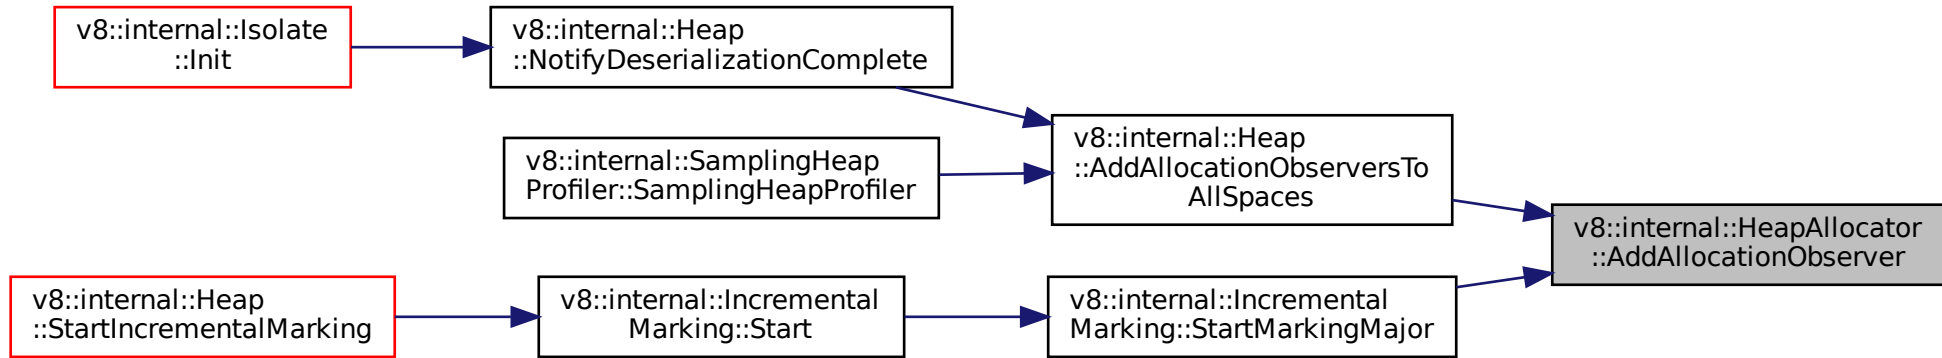 v8::internal::Isolate
::Init
v8::internal::Heap
::NotifyDeserializationComplete
v8::internal::SamplingHeap
Profiler::SamplingHeapProfiler
v8::internal::Heap
::AddAllocationObserversTo
AllSpaces
v8::internal::HeapAllocator
::AddAllocationObserver
v8::internal::Heap
::StartIncrementalMarking
v8::internal::Incremental
Marking::Start
v8::internal::Incremental
Marking::StartMarkingMajor